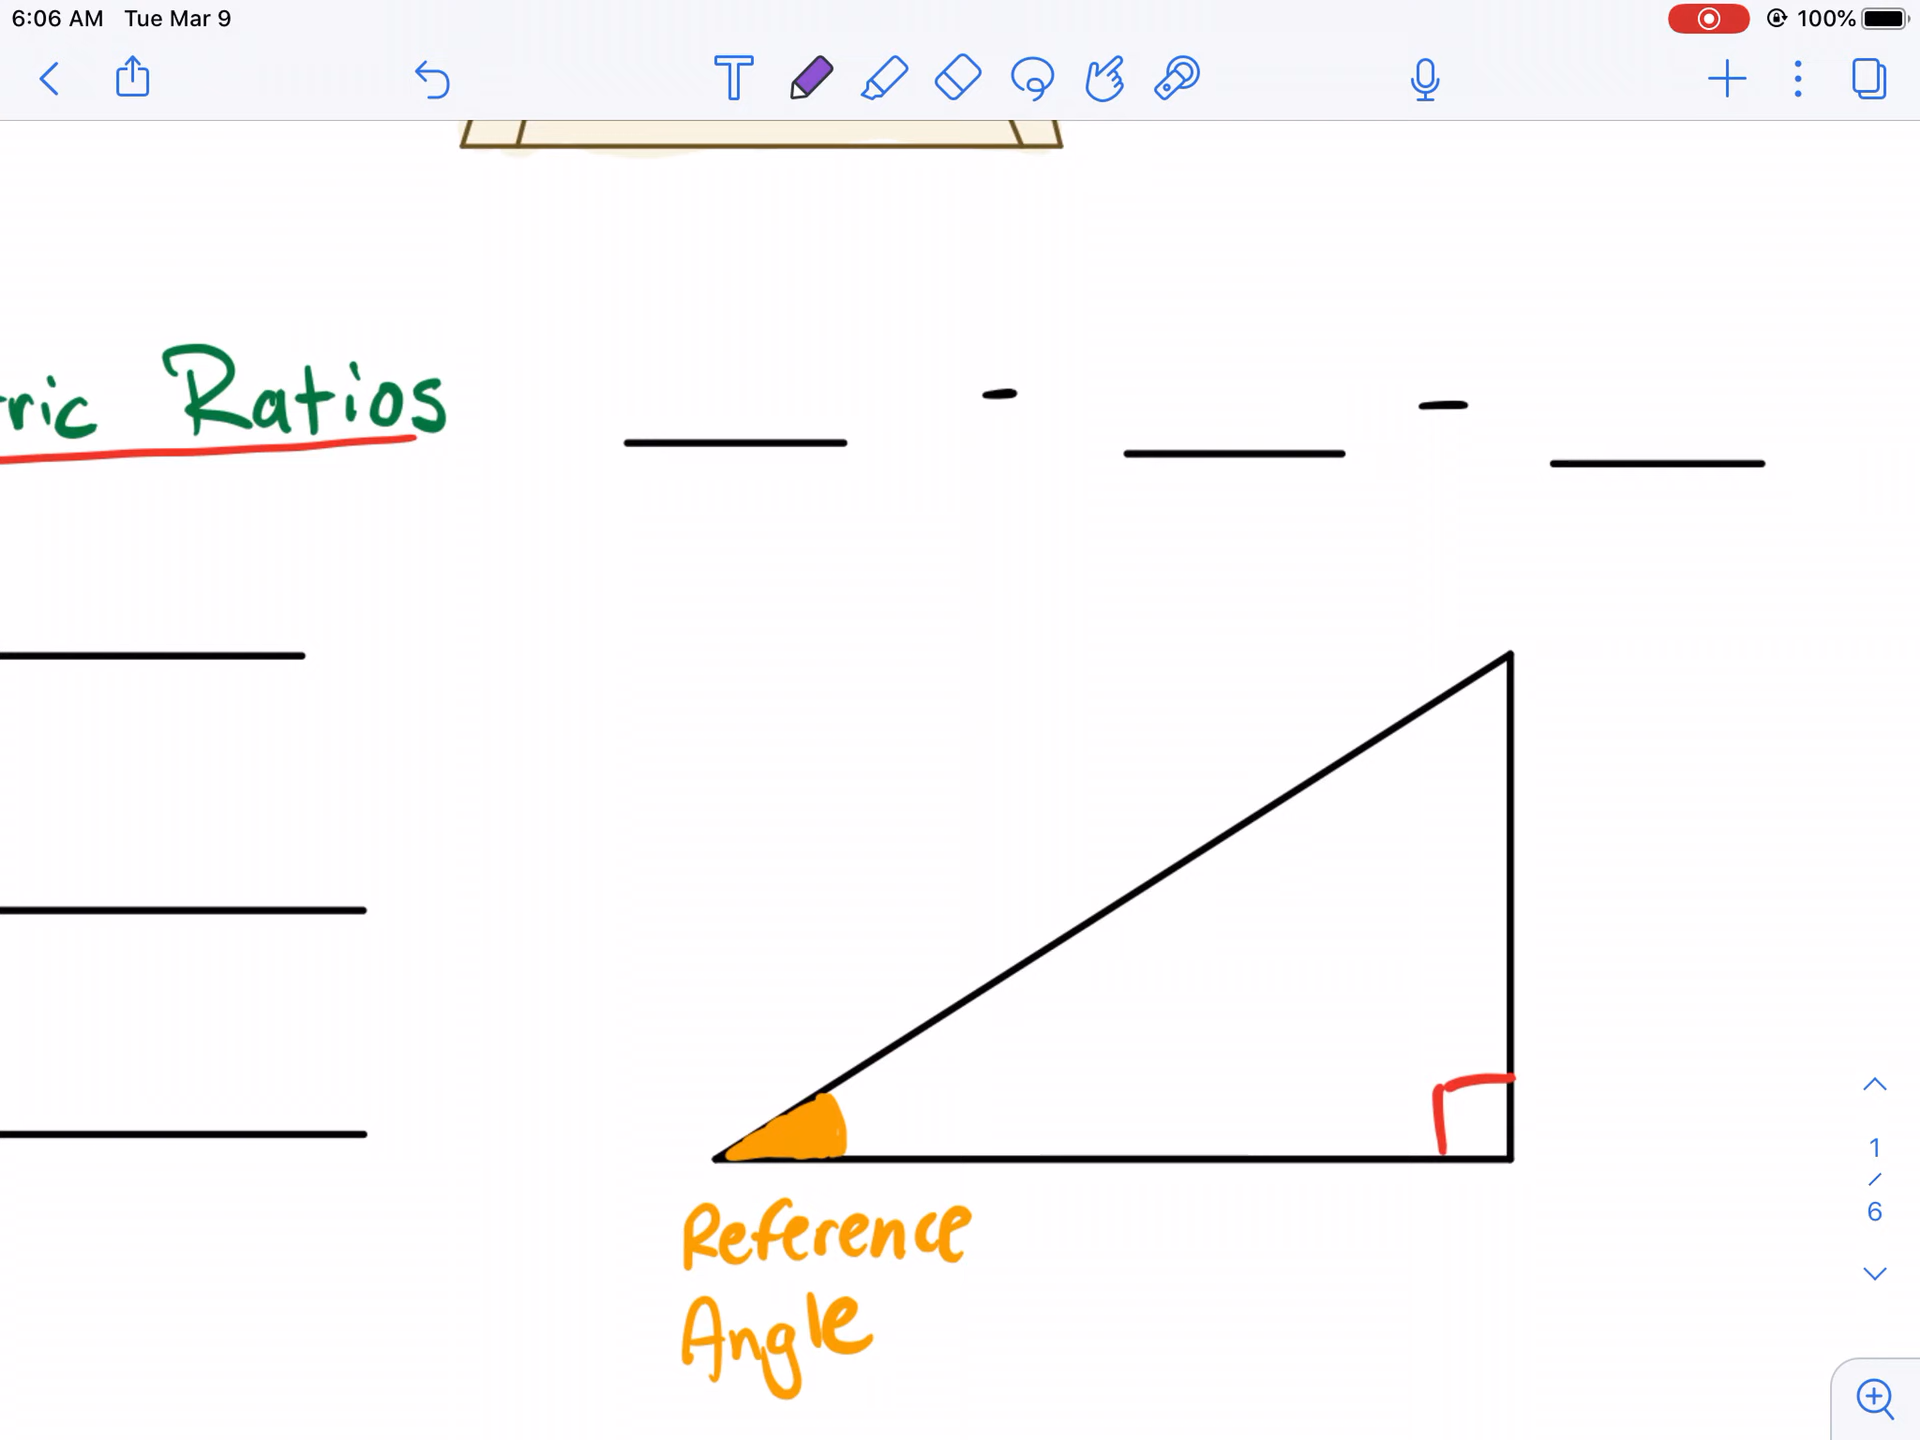 6:06 AM Tue Mar 9
100%
ric Ratios
- -
1
/
6
Reference
Angle